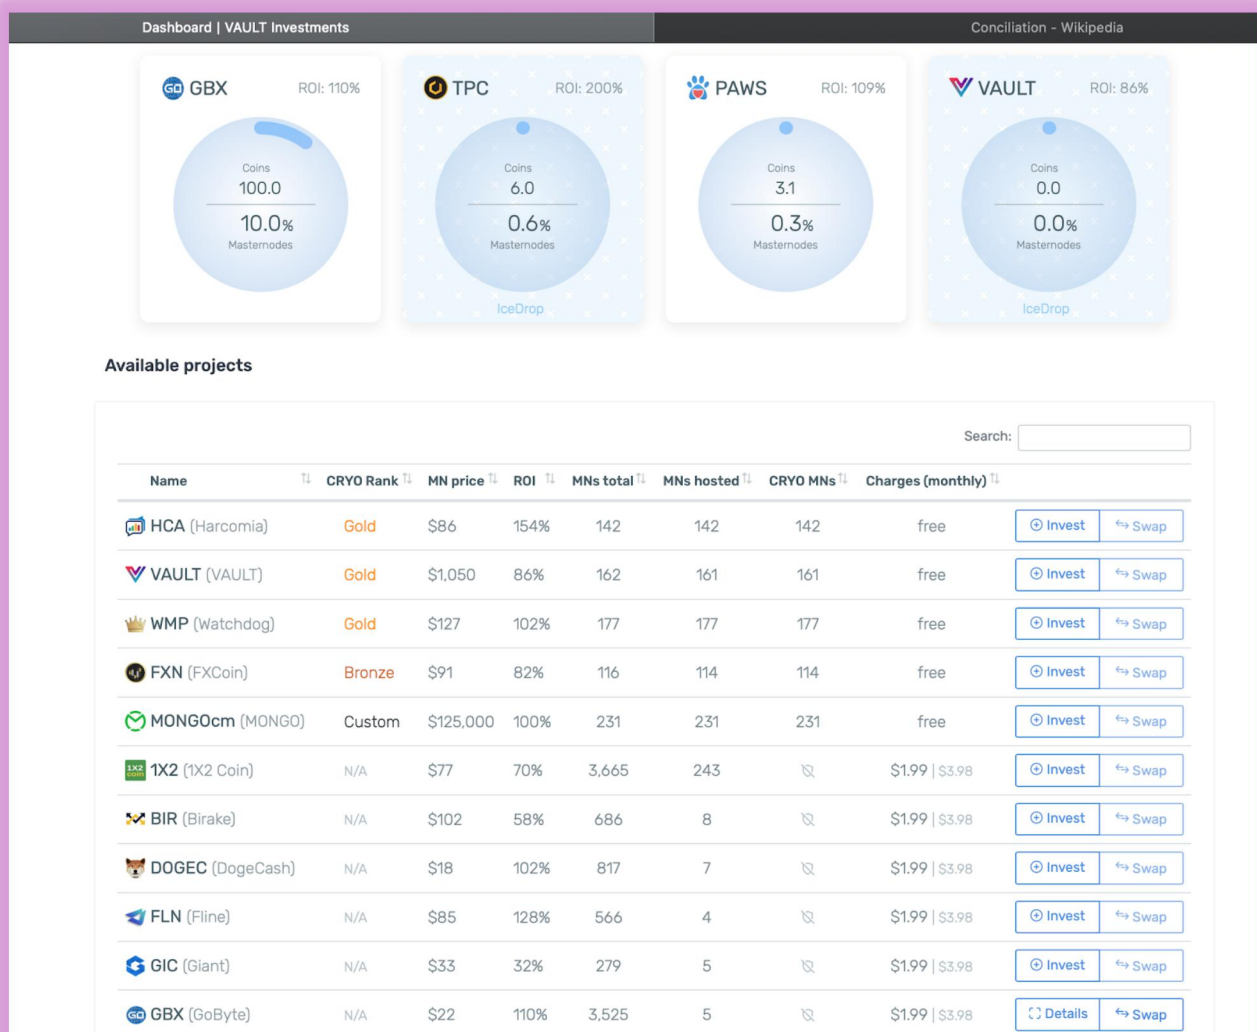 Dashboard | VAULT Investments
Conciliation - Wikipedia
GBX ROI: 110%
Coins
100.0
10.0%
Masternodes
TPC ROI: 200%
Coins
6.0
0.6%
Masternodes
IceDrop
PAWS ROI: 109%
Coins
3.1
0.3%
Masternodes
VAULT ROI: 86%
Coins
0.0
0.0%
Masternodes
IceDrop
Available projects
Search:
Name CRYO Rank MN price ROI MNs total MNs hosted CRYO MNs Charges (monthly)
HCA (Harcomia) Gold $86 154% 142 142 142 free Invest Swap
VAULT (VAULT) Gold $1,050 86% 162 161 161 free Invest Swap
WMP (Watchdog) Gold $127 102% 177 177 177 free Invest Swap
FXN (FXCoin) Bronze $91 82% 116 114 114 free Invest Swap
MONGOcm (MONGO) Custom $125,000 100% 231 231 231 free Invest Swap
1X2 coin 1X2 (1X2 Coin) N/A $77 70% 3,665 243 $1.99 | $3.98 Invest Swap
BIR (Birake) N/A $102 58% 686 8 $1.99 | $3.98 Invest Swap
DOGEC (DogeCash) N/A $18 102% 817 7 $1.99 | $3.98 Invest Swap
FLN (Fline) N/A $85 128% 566 4 $1.99 | $3.98 Invest Swap
GIC (Giant) N/A $33 32% 279 5 $1.99 | $3.98 Invest Swap
GBX (GoByte) N/A $22 110% 3,525 5 $1.99 | $3.98 Details Swap